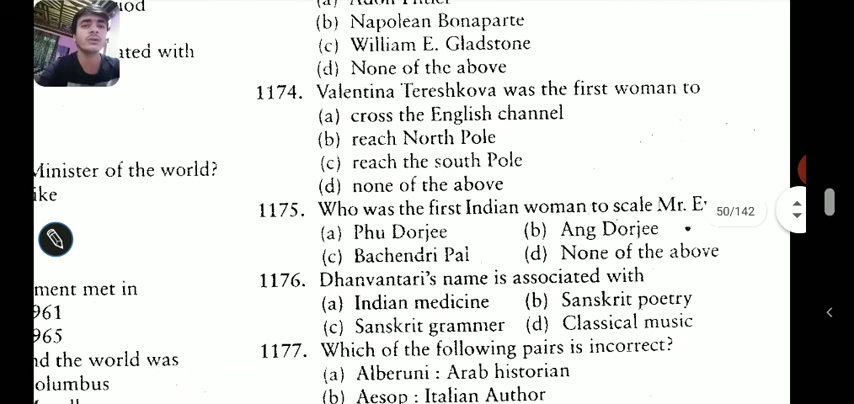 ated with
Minister of the world?
ment met in
961
965
nd the world was
olumbus
(b) Napolean Bonaparte
(c) William E. Gladstone
(d) None of the above
1174. Valentina Tereshkova was the first woman to
(a) cross the English channel
(b) reach North Pole
(c) reach the south Pole
(d) none of the above
1175. Who was the first Indian woman to scale Mr. E
(a) Phu Dorjee (b) Ang Dorjee
(c) Bachendri Pal (d) None of the above
1176. Dhanvantari's name is associated with
(a) Indian medicine (b) Sanskrit poetry
(c) Sanskrit grammer (d) Classical music
1177. Which of the following pairs is incorrect?
(a) Alberuni : Arab historian
(b) Aesop : Italian Author
50/142